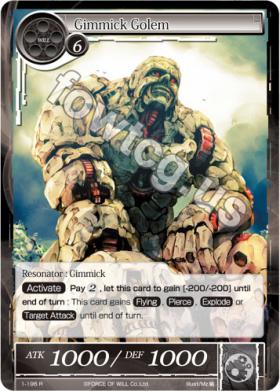 Gimmick Golem
WILL
6
fowtcg.us
Resonator : Gimmick
Activate Pay 2 , let this card to gain [-200/-200] until
end of turn : This card gains Flying , Pierce , Explode or
Target Attack until end of turn.
ATK 1000/ DEF 1000
1-196 R ©FORCE OF WILL Co.,Ltd.